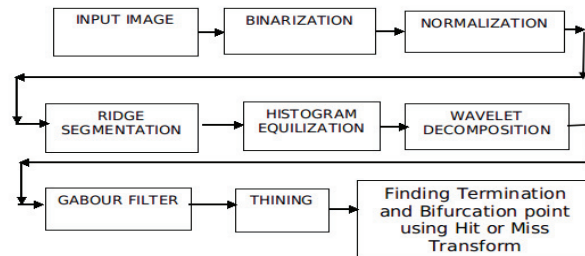 INPUT IMAGE
BINARIZATION
NORMALIZATION
RIDGE
SEGMENTATION
HISTOGRAM
EQUILIZATION
WAVELET
DECOMPOSITION
GABOUR FILTER
THINING
Finding Termination
and Bifurcation point
using Hit or Miss
Transform